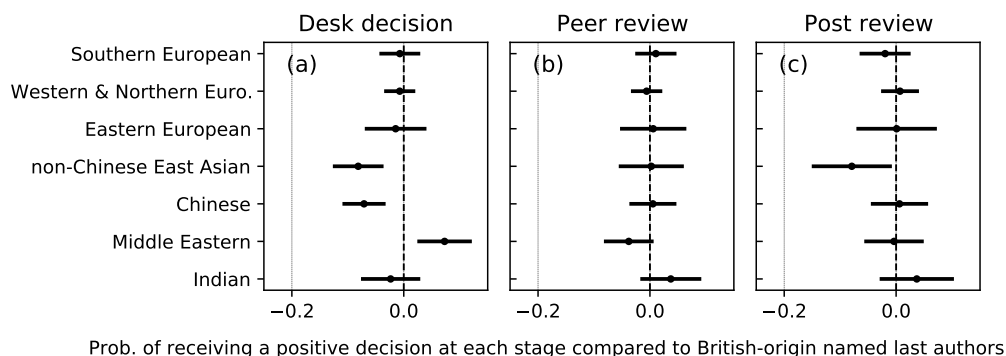 Desk decision
Peer review
Post review
Southern European
Western & Northern Euro.
Eastern European
non-Chinese East Asian
Chinese
Middle Eastern
Indian
(a)
(b)
(c)
−0.2
0.0
−0.2
0.0
−0.2
0.0
Prob. of receiving a positive decision at each stage compared to British-origin named last authors